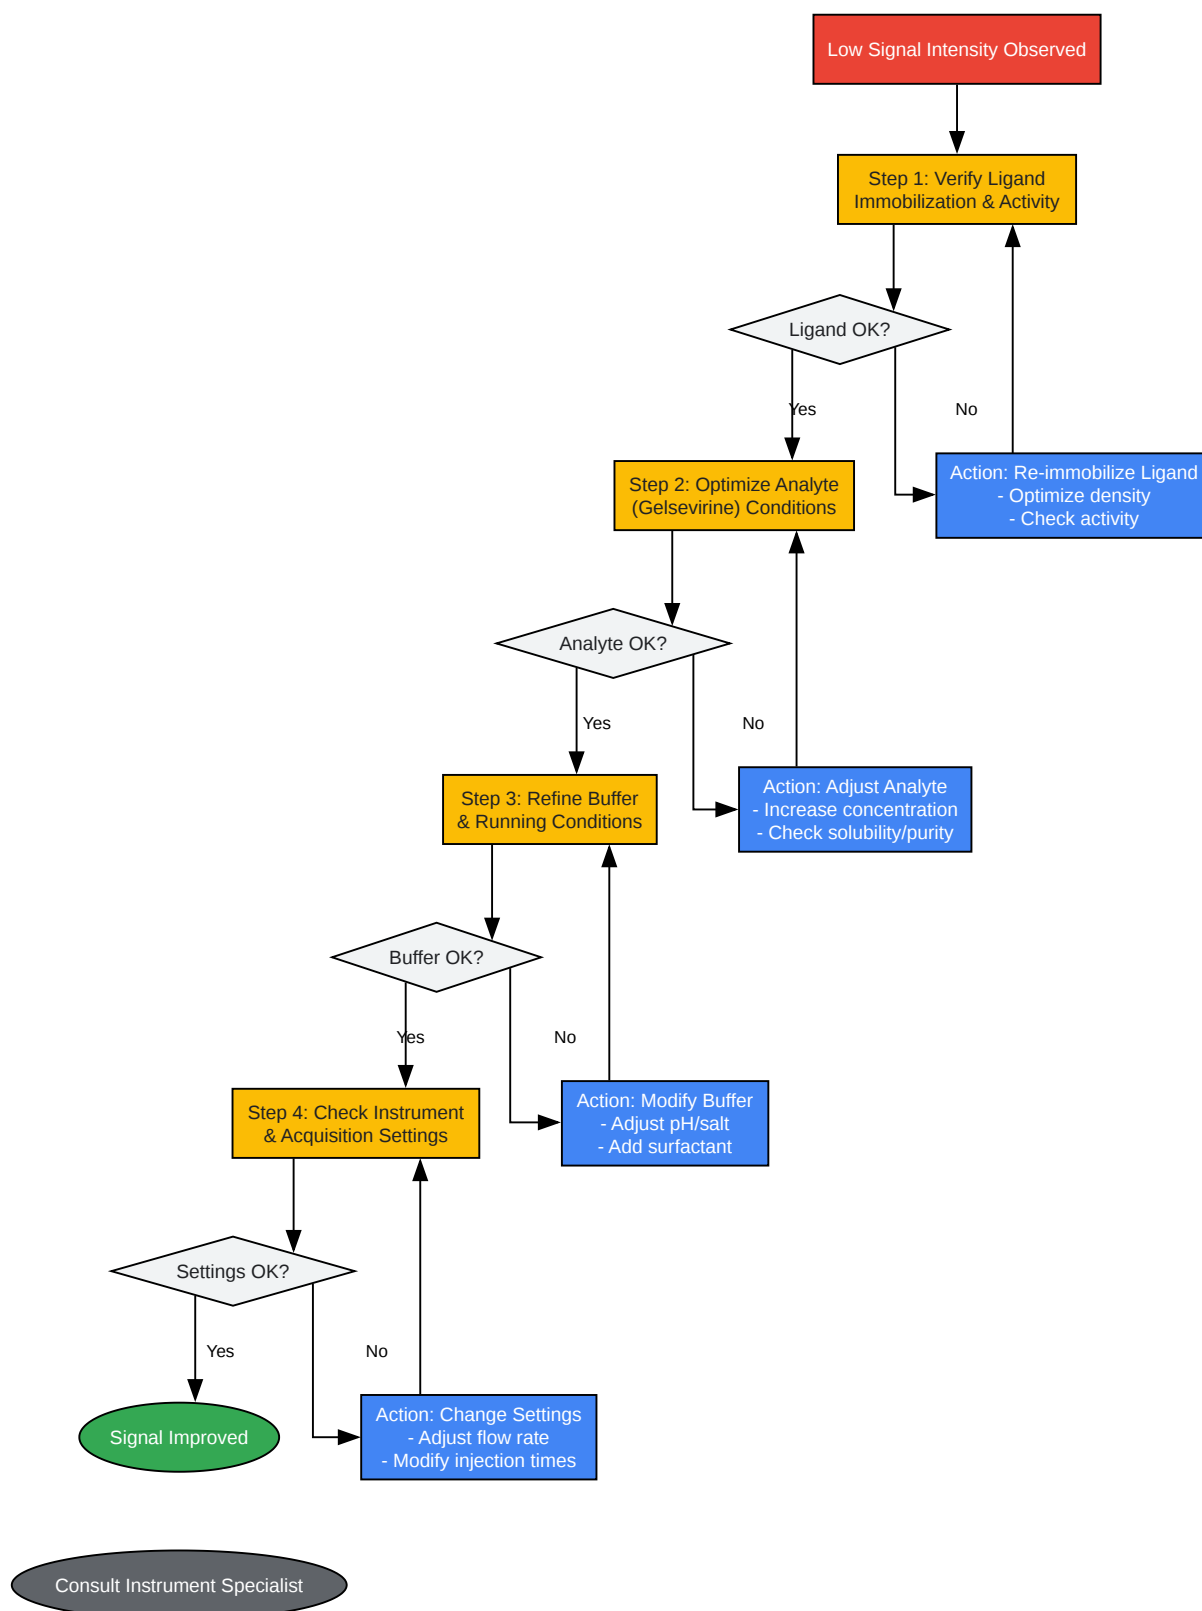 Low Signal Intensity Observed
Step 1: Verify Ligand
Immobilization & Activity
Ligand OK?
Yes
No
Action: Re-immobilize Ligand
- Optimize density
- Check activity
Step 2: Optimize Analyte
(Gelsevirine) Conditions
Analyte OK?
Yes
No
Action: Adjust Analyte
- Increase concentration
- Check solubility/purity
Step 3: Refine Buffer
& Running Conditions
Buffer OK?
Yes
No
Action: Modify Buffer
- Adjust pH/salt
- Add surfactant
Step 4: Check Instrument
& Acquisition Settings
Settings OK?
Yes
No
Action: Change Settings
- Adjust flow rate
- Modify injection times
Signal Improved
Consult Instrument Specialist